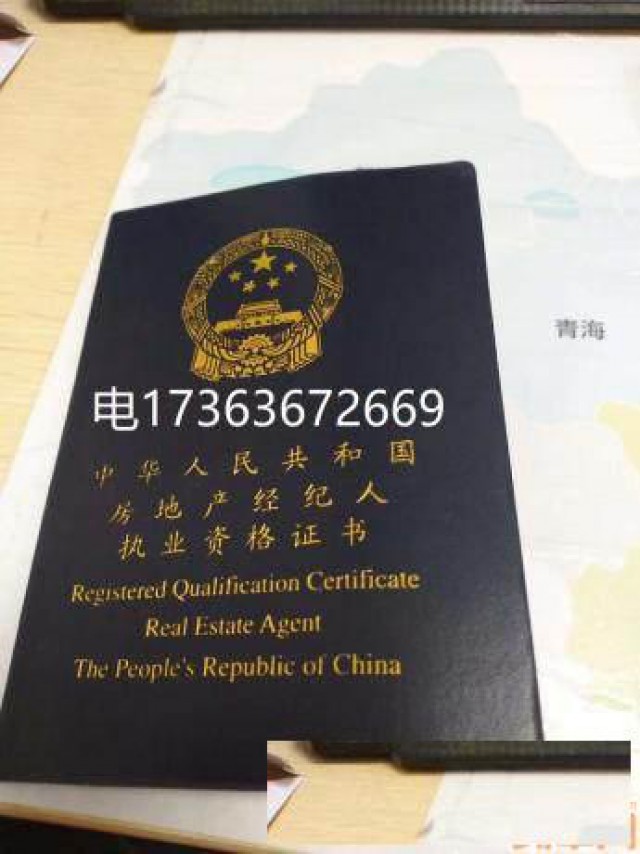 青海
电17363672669
中华人民共和国
房地产经纪人
执业资格证书
Registered Qualification Certificate
Real Estate Agent
The People's Republic of China